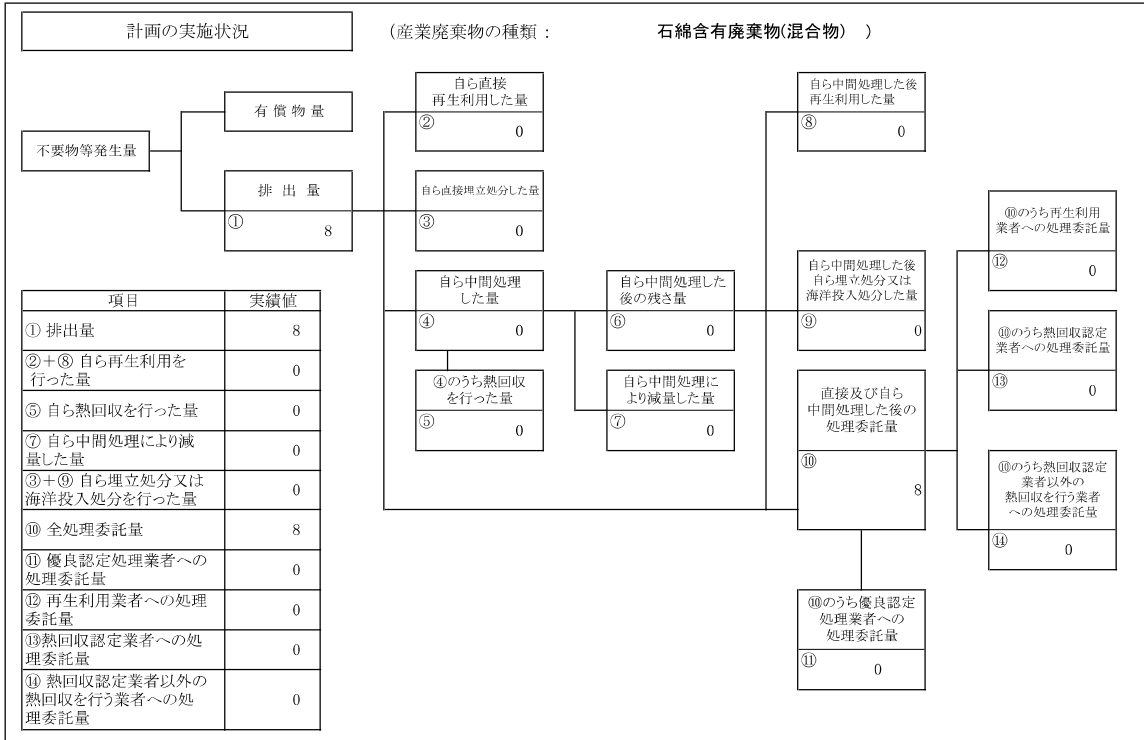 計画の実施状況
(産業廃棄物の種類： 石綿含有廃棄物(混合物) )
不要物等発生量
有償物量
排出量
①
8
自ら直接
再生利用した量
②
0
自ら直接埋立処分した量
③
0
自ら中間処理
した量
④
0
④のうち熱回収
を行った量
⑤
0
自ら中間処理した
後の残さ量
⑥
0
自ら中間処理に
より減量した量
⑦
0
自ら中間処理した後
再生利用した量
⑧
0
自ら中間処理した後
自ら埋立処分又は
海洋投入処分した量
⑨
0
直接及び自ら
中間処理した後の
処理委託量
⑩
8
⑩のうち優良認定
処理業者への
処理委託量
⑪
0
⑩のうち再生利用
業者への処理委託量
⑫
0
⑩のうち熱回収認定
業者への処理委託量
⑬
0
⑩のうち熱回収認定
業者以外の
熱回収を行う業者
への処理委託量
⑭
0
項目 実績値
① 排出量 8
②＋⑧ 自ら再生利用を
行った量
0
⑤ 自ら熱回収を行った量 0
⑦ 自ら中間処理により減
量した量
0
③＋⑨ 自ら埋立処分又は
海洋投入処分を行った量
0
⑩ 全処理委託量 8
⑪ 優良認定処理業者への
処理委託量
0
⑫ 再生利用業者への処理
委託量
0
⑬熱回収認定業者への処
理委託量
0
⑭ 熱回収認定業者以外の
熱回収を行う業者への処
理委託量
0